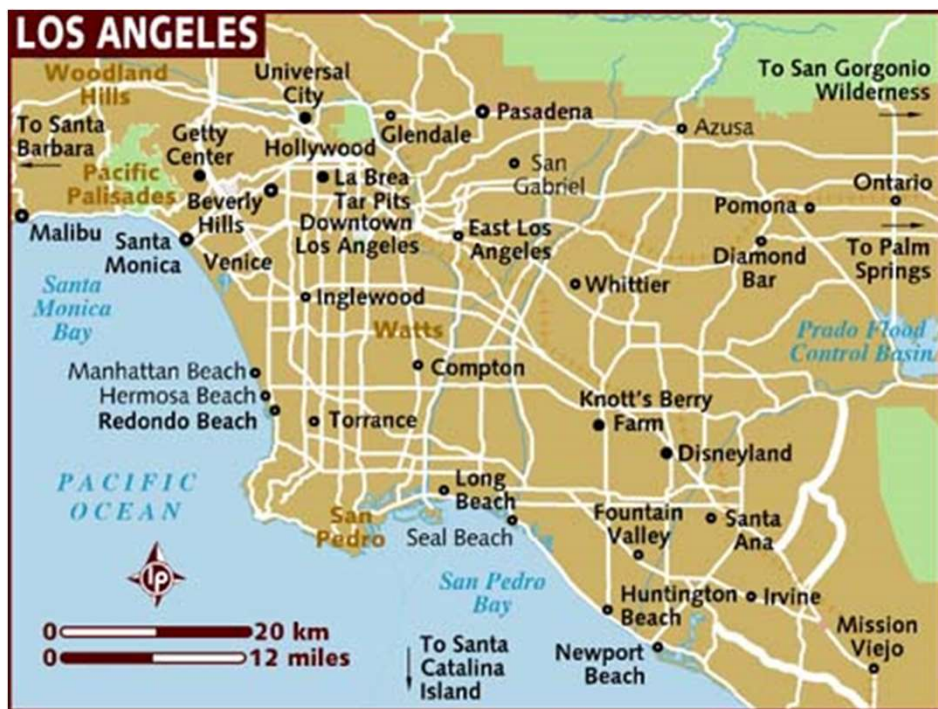 LOS ANGELES
Woodland
Hills
Universal
City
To San Gorgonio
Wilderness
To Santa
Barbara
Getty
Center
Hollywood
Glendale
Pasadena
Azusa
Pacific
Palisades
Beverly
Hills
La Brea
Tar Pits
San
Gabriel
Ontario
Pomona
Malibu
Santa
Monica
Venice
Downtown
Los Angeles
East Los
Angeles
Diamond
Bar
To Palm
Springs
Santa
Monica
Bay
Inglewood
Whittier
Watts
Prado Flood
Control Basin
Manhattan Beach
Hermosa Beach
Redondo Beach
Compton
Torrance
Knott's Berry
Farm
Disneyland
PACIFIC
OCEAN
San
Pedro
Long
Beach
Seal Beach
Fountain
Valley
Santa
Ana
San Pedro
Bay
Huntington
Beach
Irvine
Mission
Viejo
Newport
Beach
lp
0 20 km
0 12 miles
To Santa
Catalina
Island